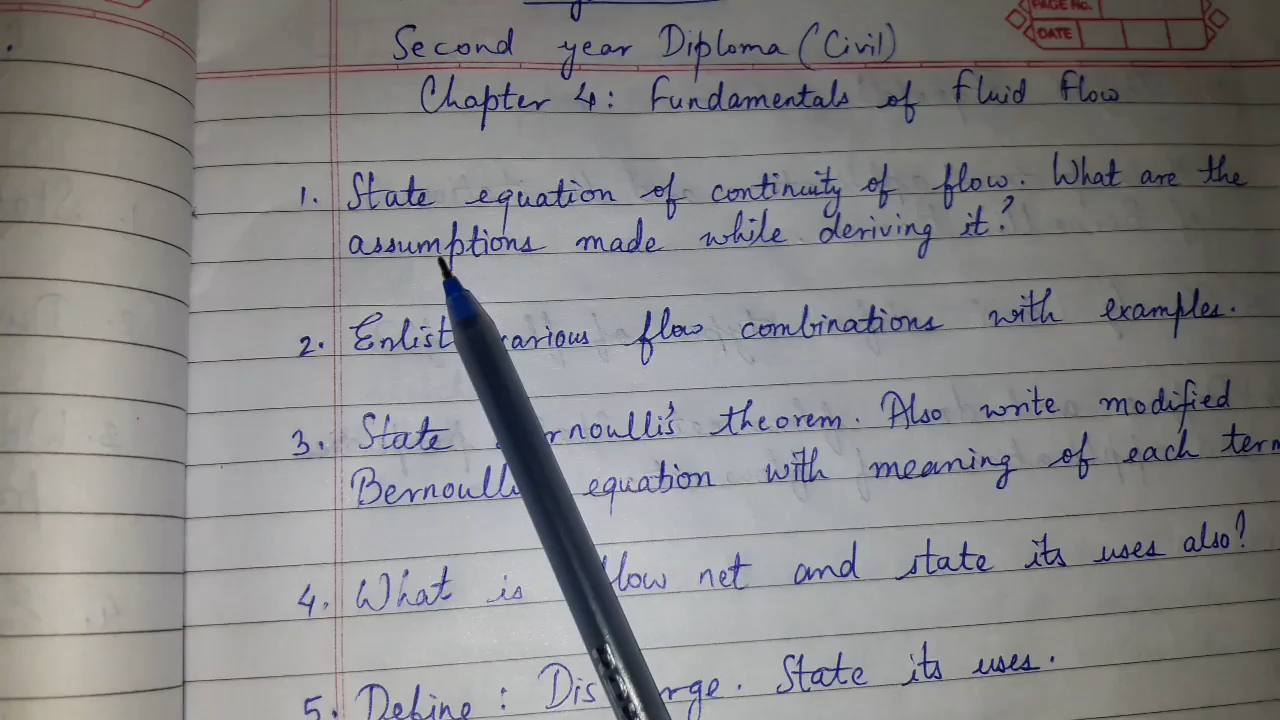 PAGE No.
DATE
Second year Diploma (Civil)
Chapter 4: Fundamentals of Fluid Flow
1. State equation of continuity of flow. What are the
assumptions made while deriving it?
2. Enlist various flow combinations with examples.
3. State Bernoulli's theorem. Also write modified
Bernoulli equation with meaning of each term
4. What is flow net and state its uses also?
5. Define: Discharge. State its uses.